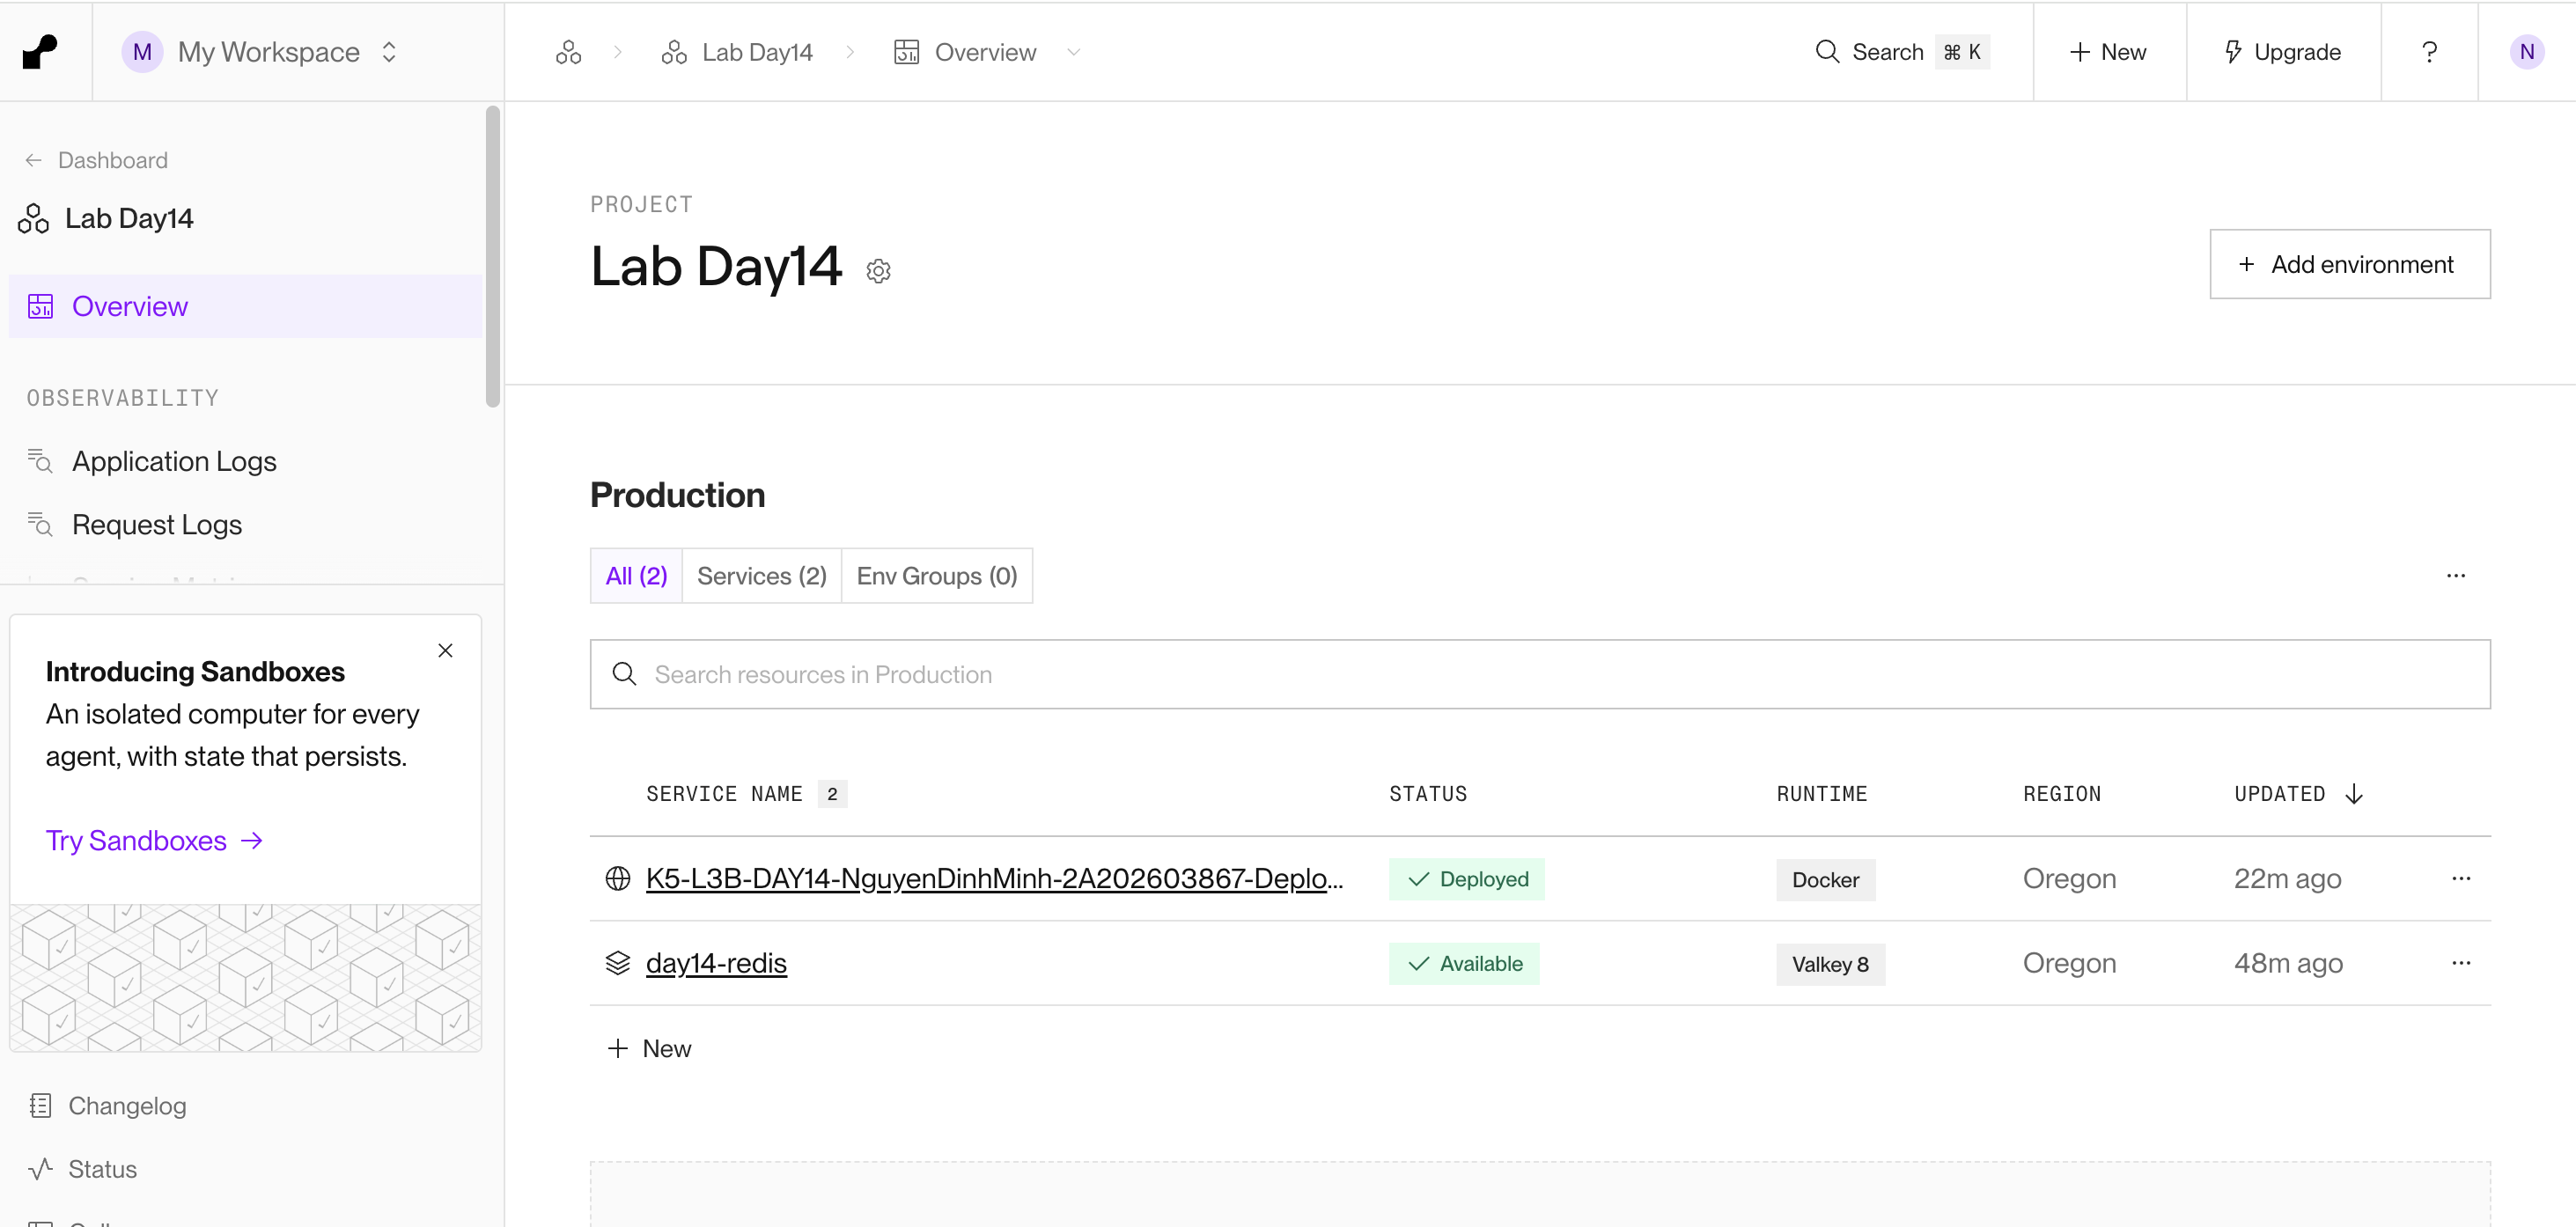 M My Workspace
Lab Day14
Overview
Search ⌘ K
+ New
Upgrade
?
N
← Dashboard
Lab Day14
Overview
OBSERVABILITY
Application Logs
Request Logs
Introducing Sandboxes
An isolated computer for every
agent, with state that persists.
Try Sandboxes →
Changelog
Status
PROJECT
Lab Day14
+ Add environment
Production
All (2) Services (2) Env Groups (0)
...
Search resources in Production
SERVICE NAME 2 STATUS RUNTIME REGION UPDATED ↓
K5-L3B-DAY14-NguyenDinhMinh-2A202603867-Deplo... Deployed Docker Oregon 22m ago ...
day14-redis Available Valkey 8 Oregon 48m ago ...
+ New